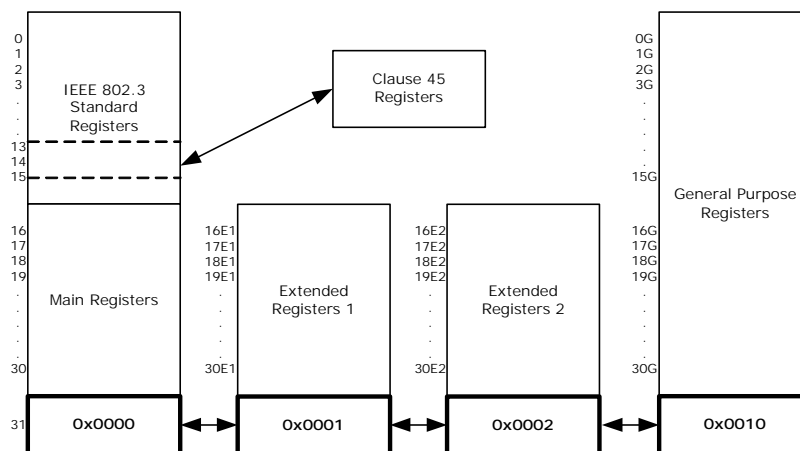 0
1
2
3
.
.
.
13
14
15
IEEE 802.3
Standard
Registers
Clause 45
Registers
0G
1G
2G
3G
.
.
.
.
.
15G
General Purpose
Registers
16
17
18
19
.
.
.
.
.
30
Main Registers
16E1
17E1
18E1
19E1
.
.
.
.
.
30E1
Extended
Registers 1
16E2
17E2
18E2
19E2
.
.
.
.
.
30E2
Extended
Registers 2
16G
17G
18G
19G
.
.
.
.
.
30G
31
0x0000
0x0001
0x0002
0x0010